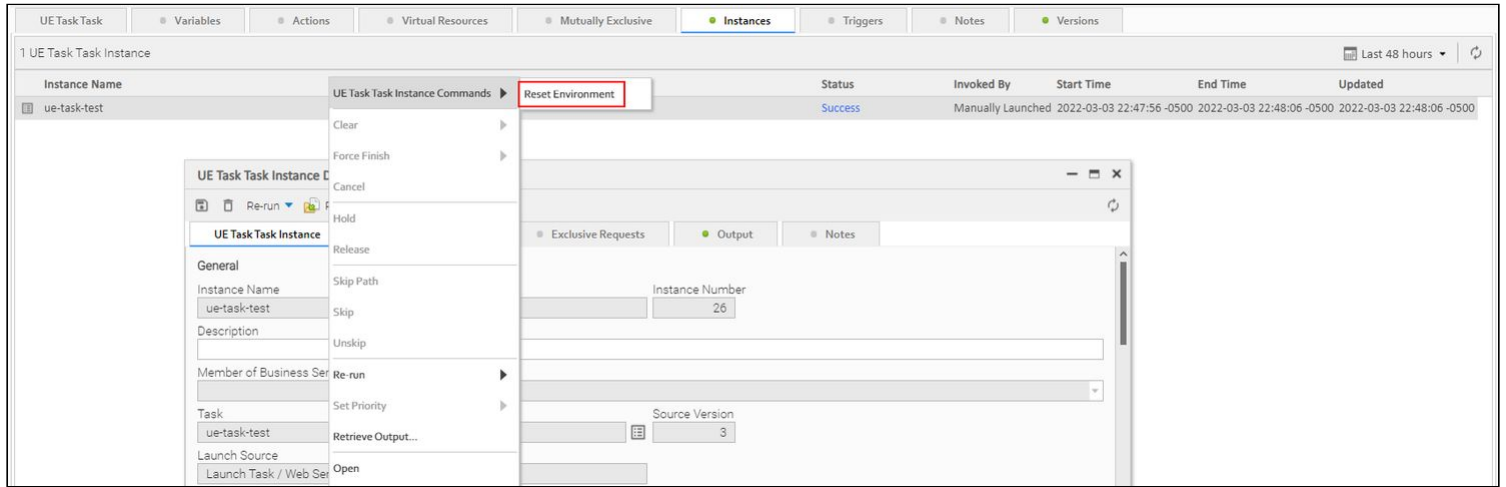 UE Task Task
Variables
Actions
Virtual Resources
Mutually Exclusive
Instances
Triggers
Notes
Versions
1 UE Task Task Instance
Last 48 hours
Instance Name
Status
Invoked By
Start Time
End Time
Updated
ue-task-test
Success
Manually Launched
2022-03-03 22:47:56 -0500
2022-03-03 22:48:06 -0500
2022-03-03 22:48:06 -0500
UE Task Task Instance Commands
Reset Environment
Clear
Force Finish
Cancel
Hold
Release
Skip Path
Skip
Unskip
Re-run
Set Priority
Retrieve Output...
Open
UE Task Task Instance D
Re-run
UE Task Task Instance
Exclusive Requests
Output
Notes
General
Instance Name
Instance Number
ue-task-test
26
Description
Member of Business Ser
Task
Source Version
ue-task-test
3
Launch Source
Launch Task / Web Ser